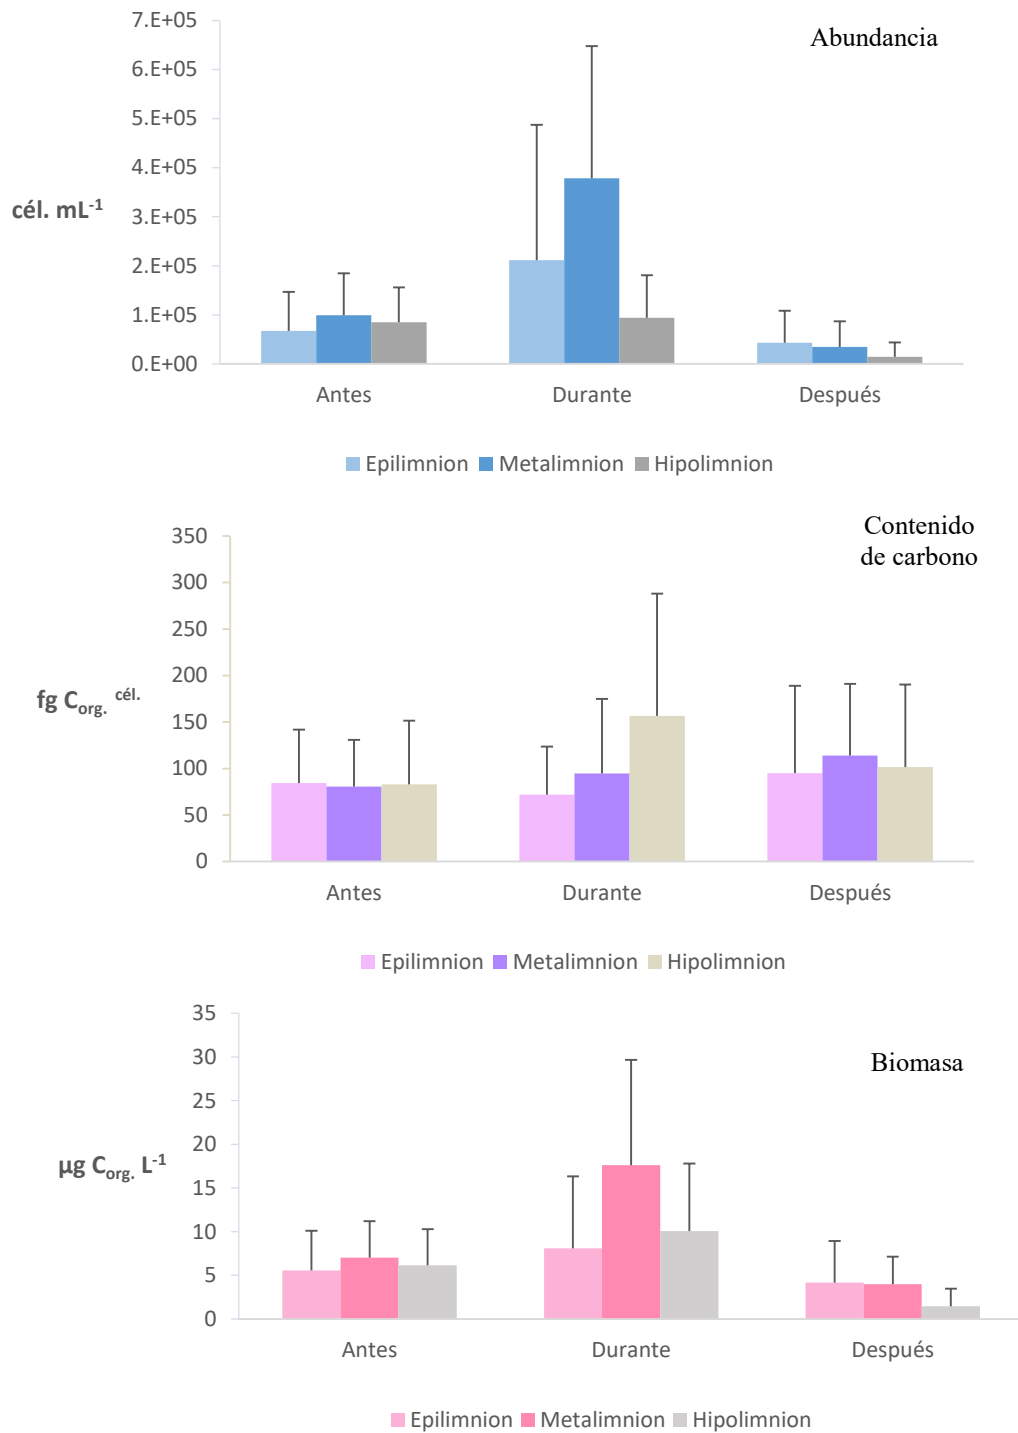 7.E+05
Abundancia
6.E+05
5.E+05
4.E+05
cél. mL-1
3.E+05
2.E+05
1.E+05
0.E+00
Antes Durante Después
Epilimnion Metalimnion Hipolimnion
Contenido
de carbono
350
300
250
200
fg Corg. cél.
150
100
50
0
Antes Durante Después
Epilimnion Metalimnion Hipolimnion
35
30
Biomasa
25
20
µg Corg. L-1
15
10
5
0
Antes Durante Después
Epilimnion Metalimnion Hipolimnion